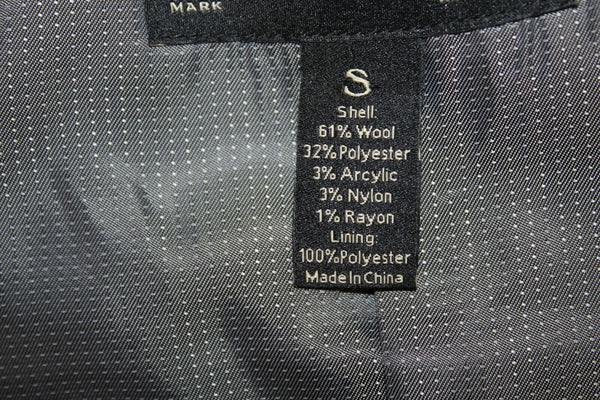 MARK
S
Shell:
61% Wool
32%Polyester
3% Arcylic
3% Nylon
1% Rayon
Lining:
100%Polyester
Made In China